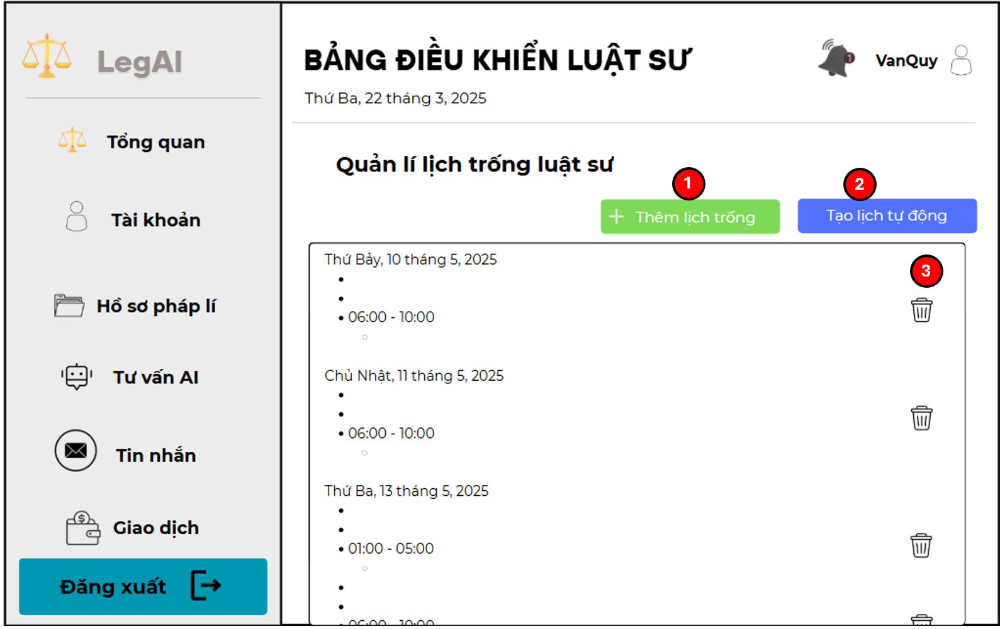 LegAI
Tổng quan
Tài khoản
Hồ sơ pháp lí
Tư vấn AI
Tin nhắn
Giao dịch
Đăng xuất
BẢNG ĐIỀU KHIỂN LUẬT SƯ
Thứ Ba, 22 tháng 3, 2025
1
VanQuy
Quản lí lịch trống luật sư
1
2
+ Thêm lịch trống
Tạo lịch tự động
Thứ Bảy, 10 tháng 5, 2025
3
06:00 - 10:00
Chủ Nhật, 11 tháng 5, 2025
06:00 - 10:00
Thứ Ba, 13 tháng 5, 2025
01:00 - 05:00
06:00 - 10:00